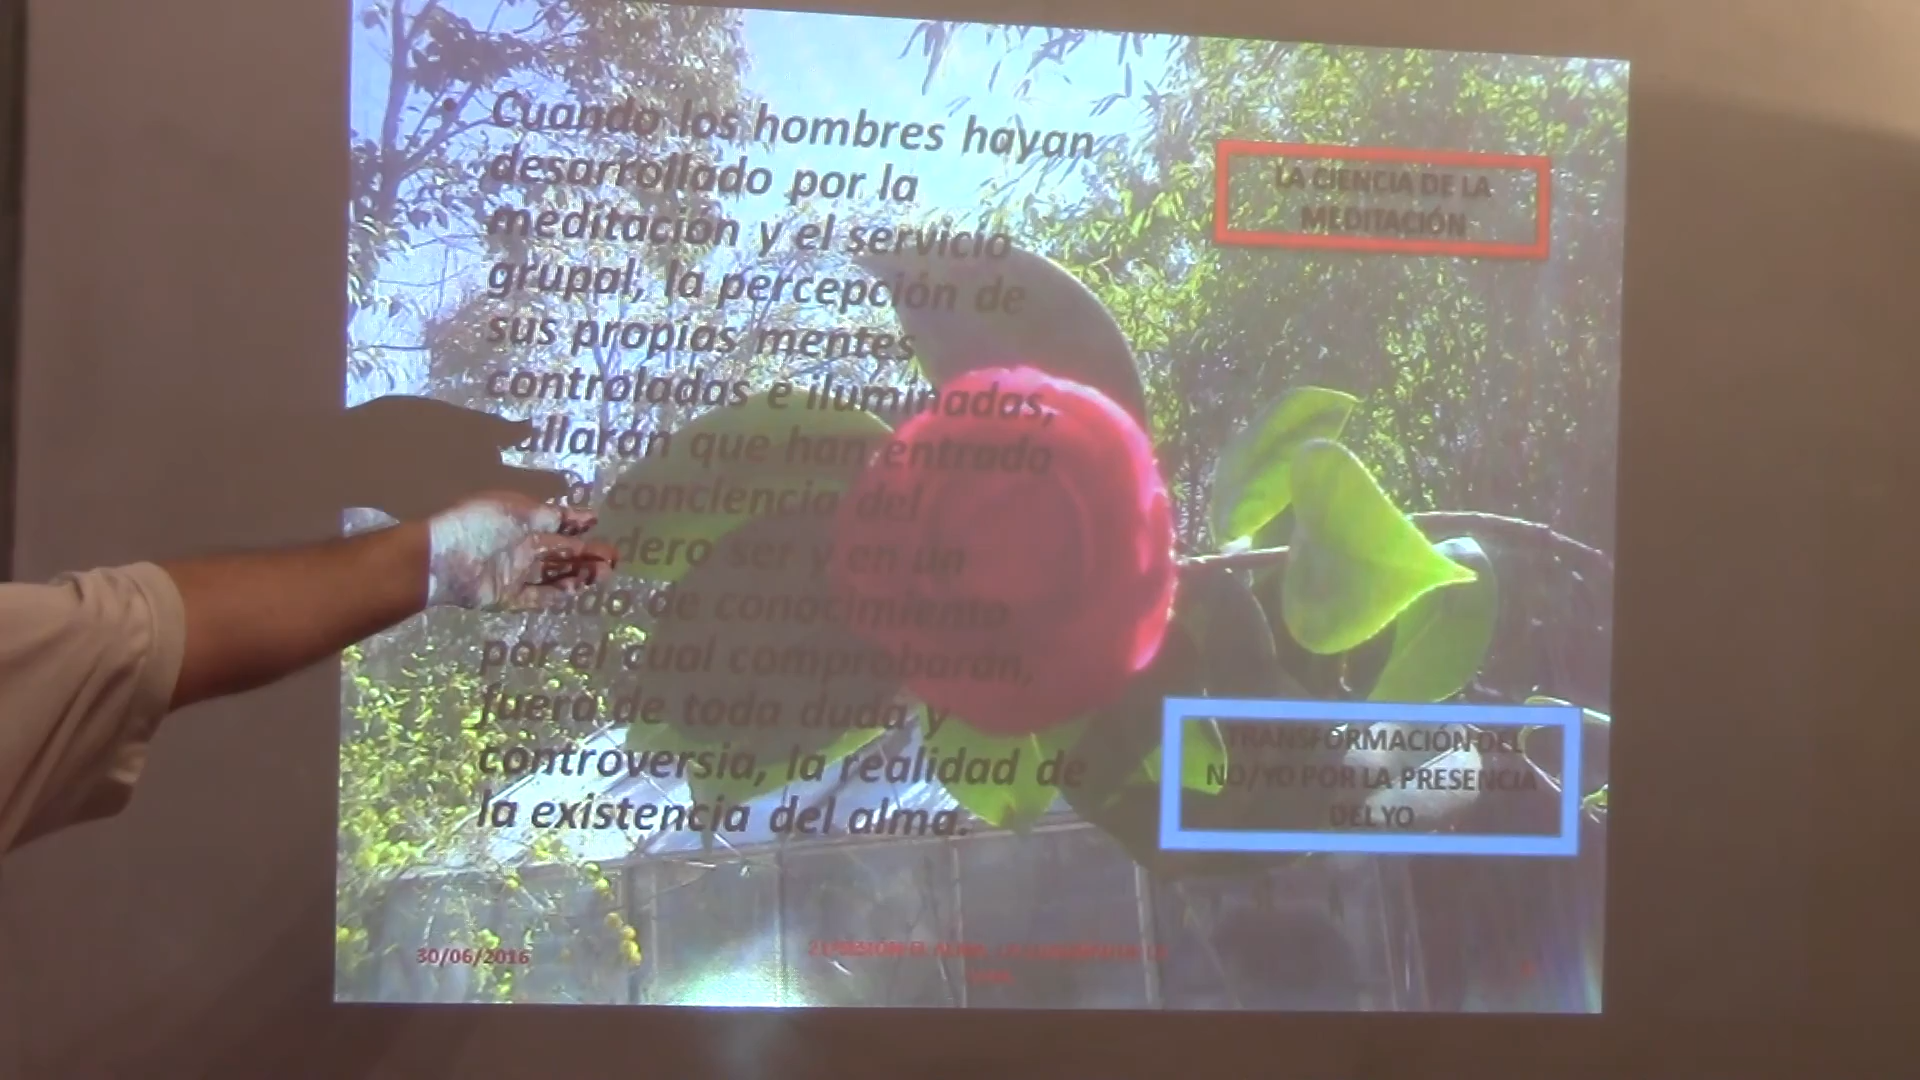 Cuando los hombres hayan
desarrollado por la
meditación y el servicio
grupal, la percepción de
sus propias mentes
controladas e iluminadas,
allarán que han entrado
a conciencia del
dero ser y en un
ado de conocimiento
por el cual comprobarán,
fuera de toda duda y
controversia, la realidad de
la existencia del alma.
LA CIENCIA DE LA
MEDITACIÓN
TRANSFORMACIÓN DEL
NO/YO POR LA PRESENCIA
DEL YO
30/06/2016